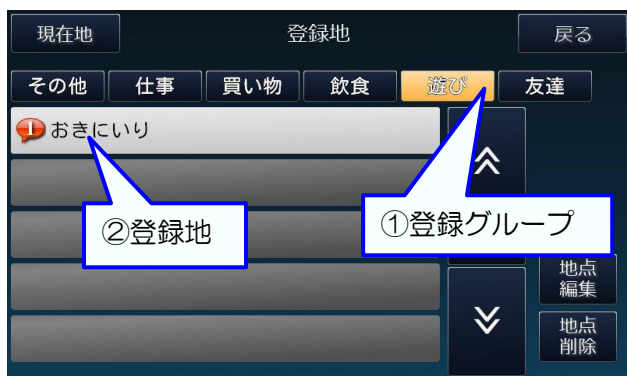 現在地
登録地
戻る
その他
仕事
買い物
飲食
遊び
友達
おきにいり
②登録地
①登録グループ
地点
編集
地点
削除